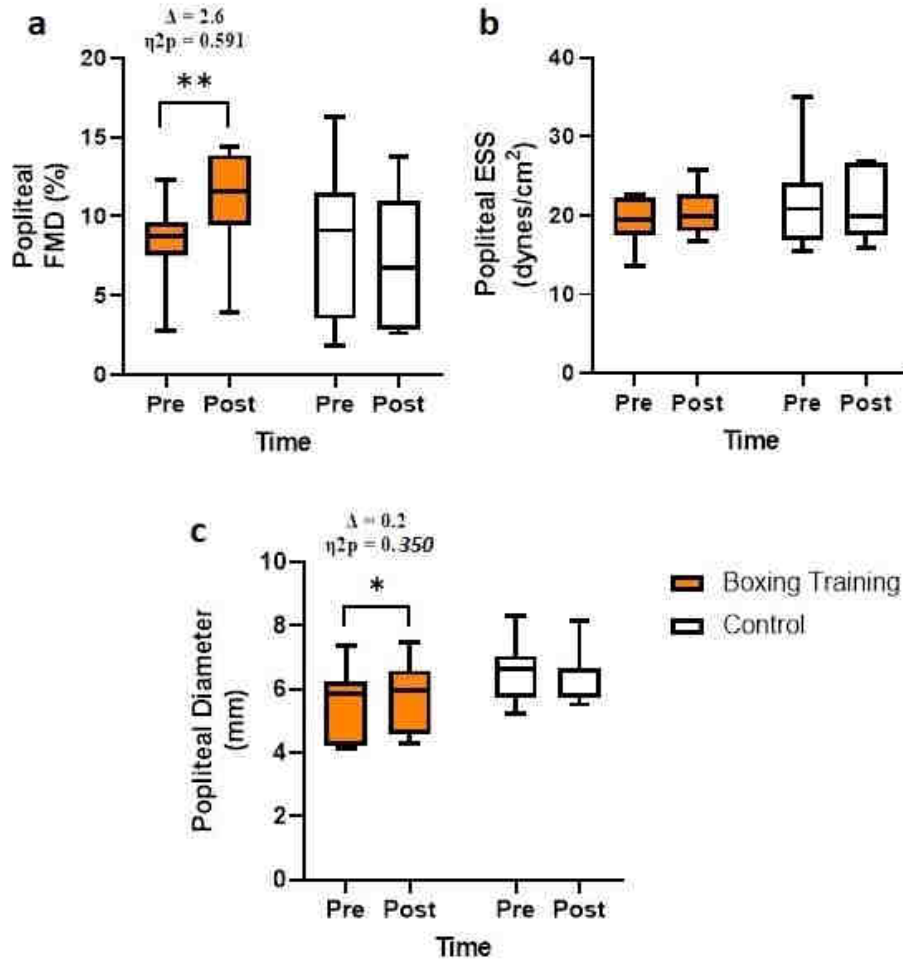 a
Δ = 2.6
η2p = 0.591
**
20
15
10
5
0
Popliteal
FMD (%)
Pre Post Pre Post
Time
b
40
30
20
10
0
Popliteal ESS
(dynes/cm²)
Pre Post Pre Post
Time
c
Δ = 0.2
η2p = 0.350
*
10
8
6
4
2
0
Popliteal Diameter
(mm)
Pre Post Pre Post
Time
Boxing Training
Control